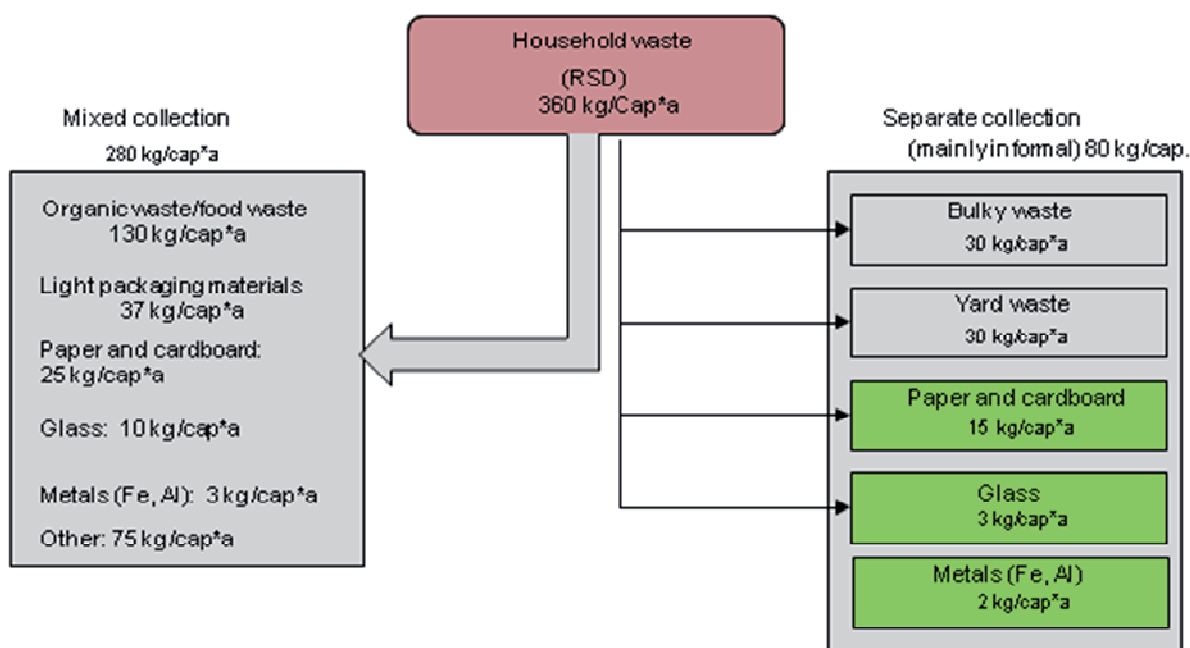 Household waste
(RSD)
360 kg/Cap*a
Mixed collection
280 kg/cap*a
Organic waste/food waste
130 kg/cap*a
Light packaging materials
37 kg/cap*a
Paper and cardboard:
25 kg/cap*a
Glass: 10 kg/cap*a
Metals (Fe, Al): 3 kg/cap*a
Other: 75 kg/cap*a
Separate collection
(mainly informal) 80 kg/cap.
Bulky waste
30 kg/cap*a
Yard waste
30 kg/cap*a
Paper and cardboard
15 kg/cap*a
Glass
3 kg/cap*a
Metals (Fe, Al)
2 kg/cap*a